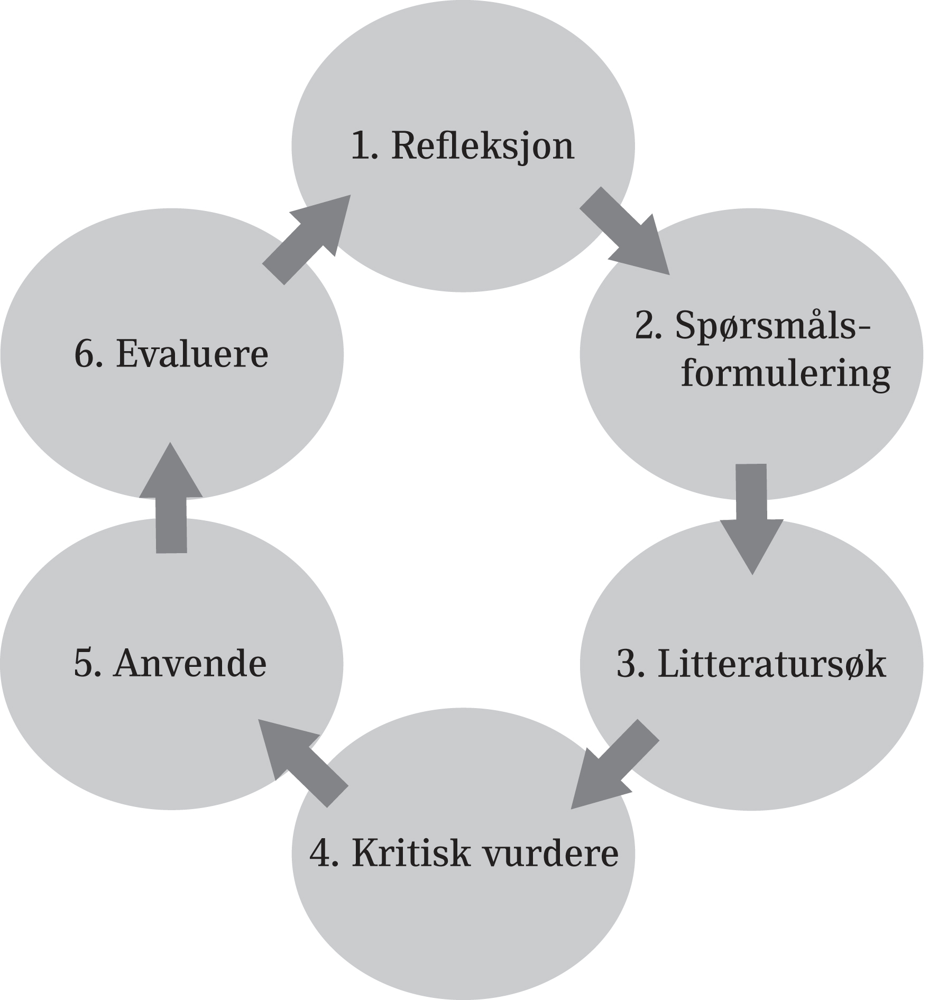 1. Refleksjon
2. Spørsmåls-
formulering
3. Litteratursøk
4. Kritisk vurdere
5. Anvende
6. Evaluere